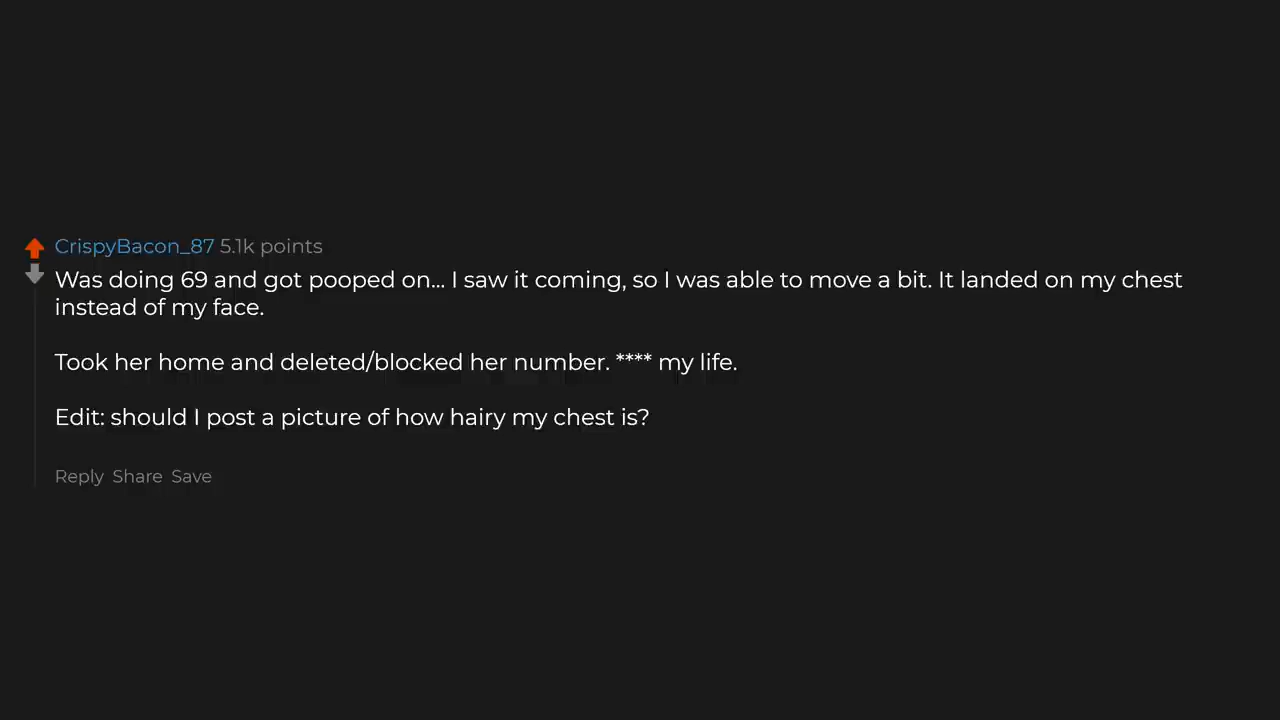 CrispyBacon_87 5.1k points
Was doing 69 and got pooped on... I saw it coming, so I was able to move a bit. It landed on my chest
instead of my face.
Took her home and deleted/blocked her number. **** my life.
Edit: should I post a picture of how hairy my chest is?
Reply Share Save